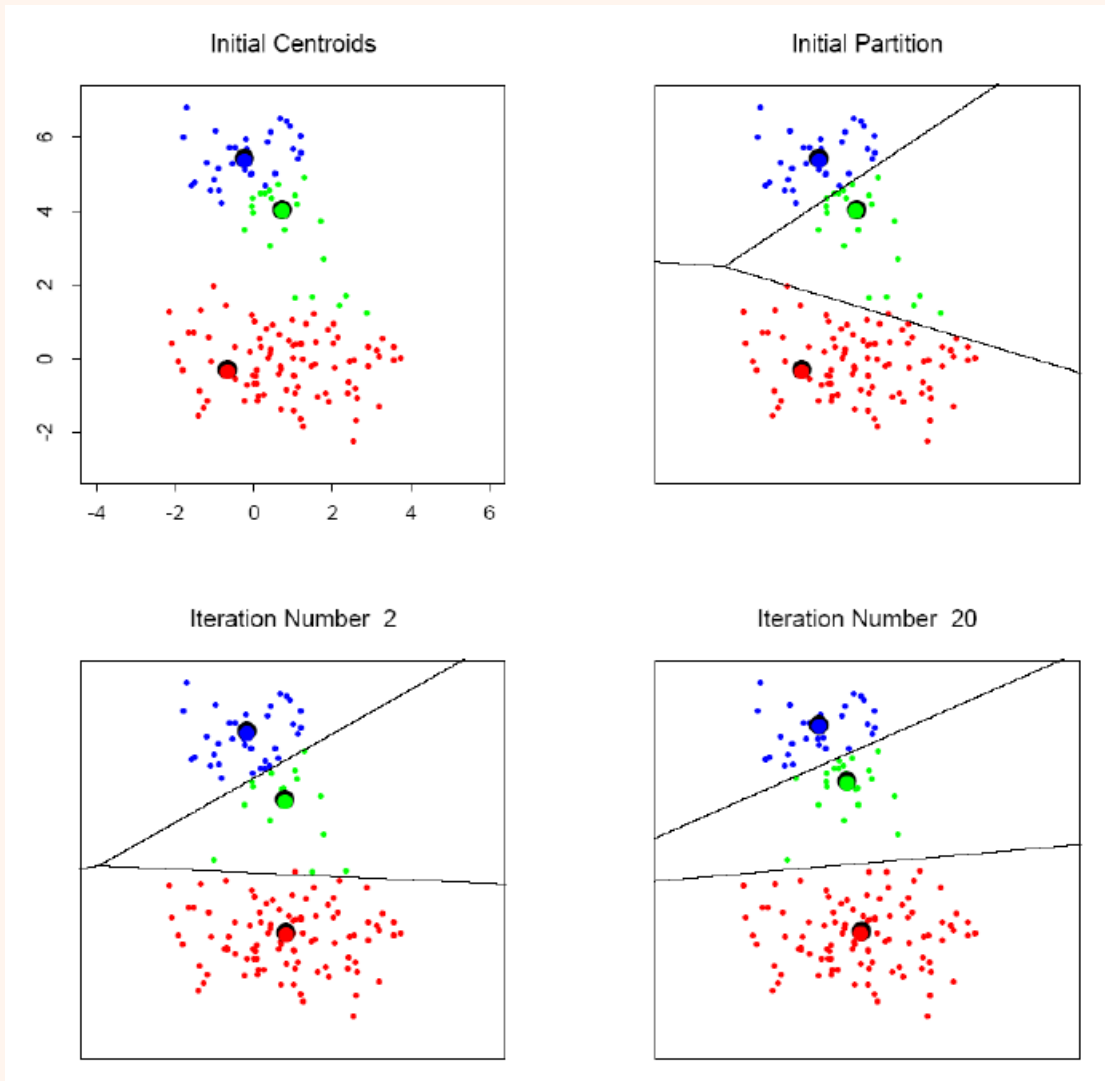 Initial Centroids
Initial Partition
6
4
2
0
-2
-4 -2 0 2 4 6
Iteration Number 2
Iteration Number 20